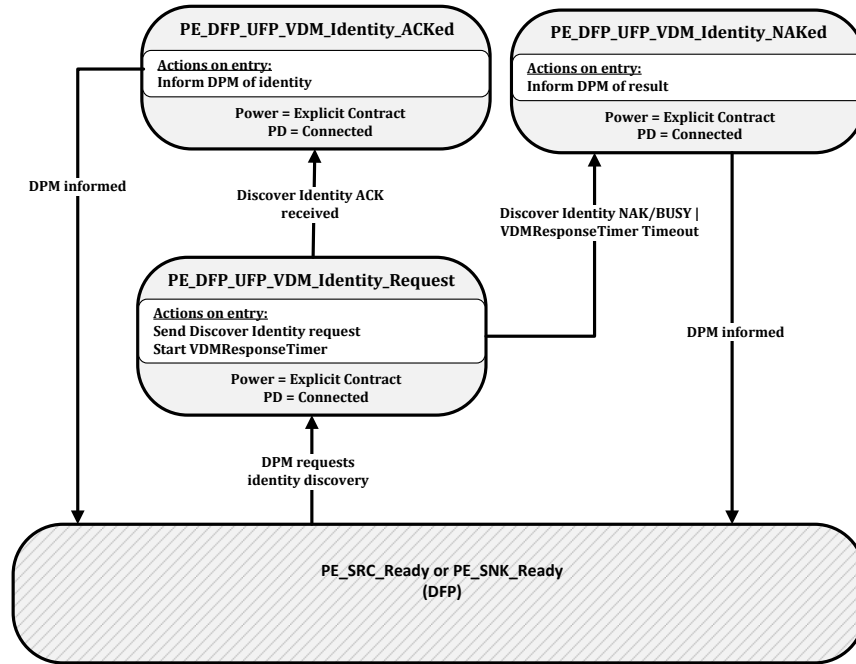 PE_DFP_UFP_VDM_Identity_ACKed
Actions on entry:
Inform DPM of identity
Power = Explicit Contract
PD = Connected
PE_DFP_UFP_VDM_Identity_NAKed
Actions on entry:
Inform DPM of result
Power = Explicit Contract
PD = Connected
DPM informed
Discover Identity ACK
received
Discover Identity NAK/BUSY |
VDMResponseTimer Timeout
PE_DFP_UFP_VDM_Identity_Request
Actions on entry:
Send Discover Identity request
Start VDMResponseTimer
Power = Explicit Contract
PD = Connected
DPM informed
DPM requests
identity discovery
PE_SRC_Ready or PE_SNK_Ready
(DFP)